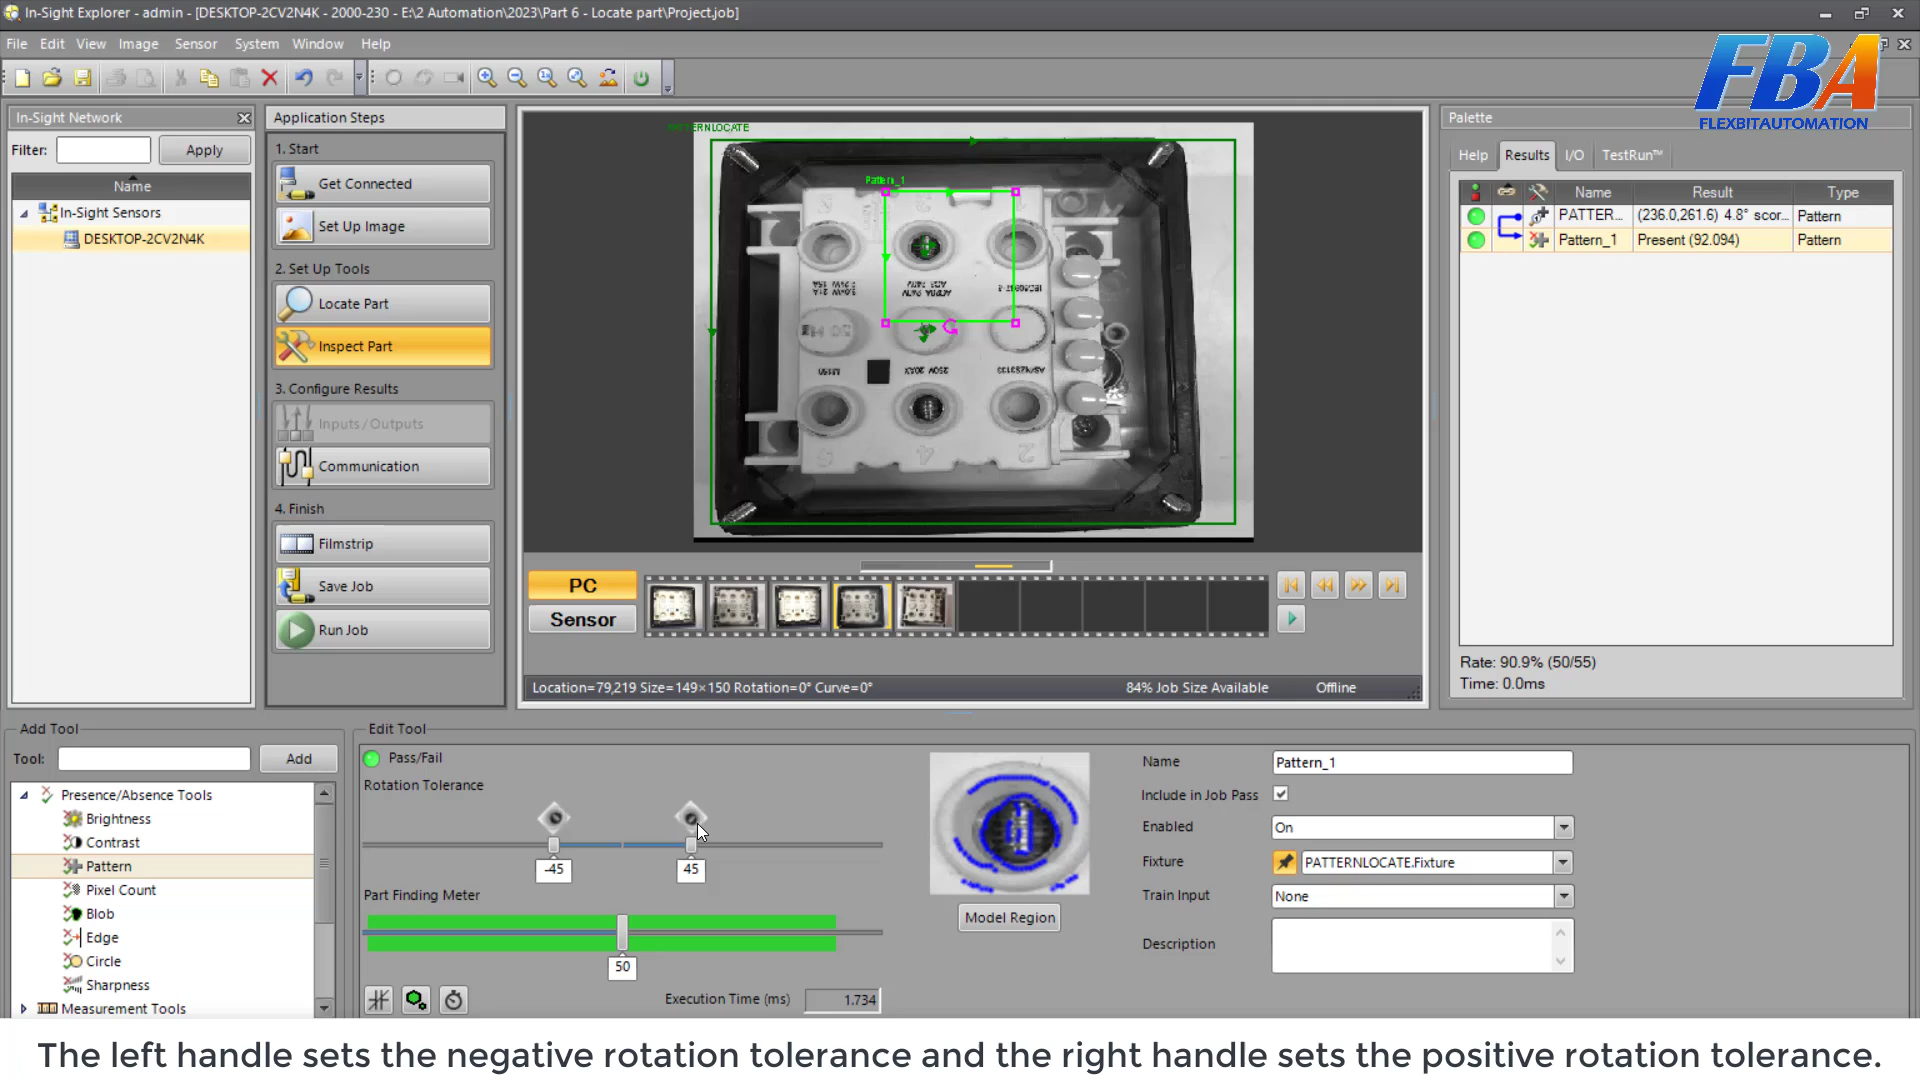 In-Sight Explorer - admin - [DESKTOP-2CV2N4K - 2000-230 - E:\2 Automation\2023\Part 6 - Locate part\Project.job]
File Edit View Image Sensor System Window Help
FBA
FLEXBITAUTOMATION
In-Sight Network
Filter:
Apply
Name
In-Sight Sensors
DESKTOP-2CV2N4K
Application Steps
1. Start
Get Connected
Set Up Image
2. Set Up Tools
Locate Part
Inspect Part
3. Configure Results
Inputs/Outputs
Communication
4. Finish
Filmstrip
Save Job
Run Job
Pattern_1
PC
Sensor
Location=79,219 Size=149×150 Rotation=0° Curve=0°
84% Job Size Available
Offline
Palette
Help Results I/O TestRun™
Name Result Type
PATTER... (236.0,261.6) 4.8° scor... Pattern
Pattern_1 Present (92.094) Pattern
Rate: 90.9% (50/55)
Time: 0.0ms
Add Tool
Tool:
Add
Presence/Absence Tools
Brightness
Contrast
Pattern
Pixel Count
Blob
Edge
Circle
Sharpness
Measurement Tools
Edit Tool
Pass/Fail
Rotation Tolerance
-45
45
Part Finding Meter
50
Execution Time (ms) 1.734
Model Region
Name Pattern_1
Include in Job Pass
Enabled On
Fixture PATTERNLOCATE.Fixture
Train Input None
Description
The left handle sets the negative rotation tolerance and the right handle sets the positive rotation tolerance.